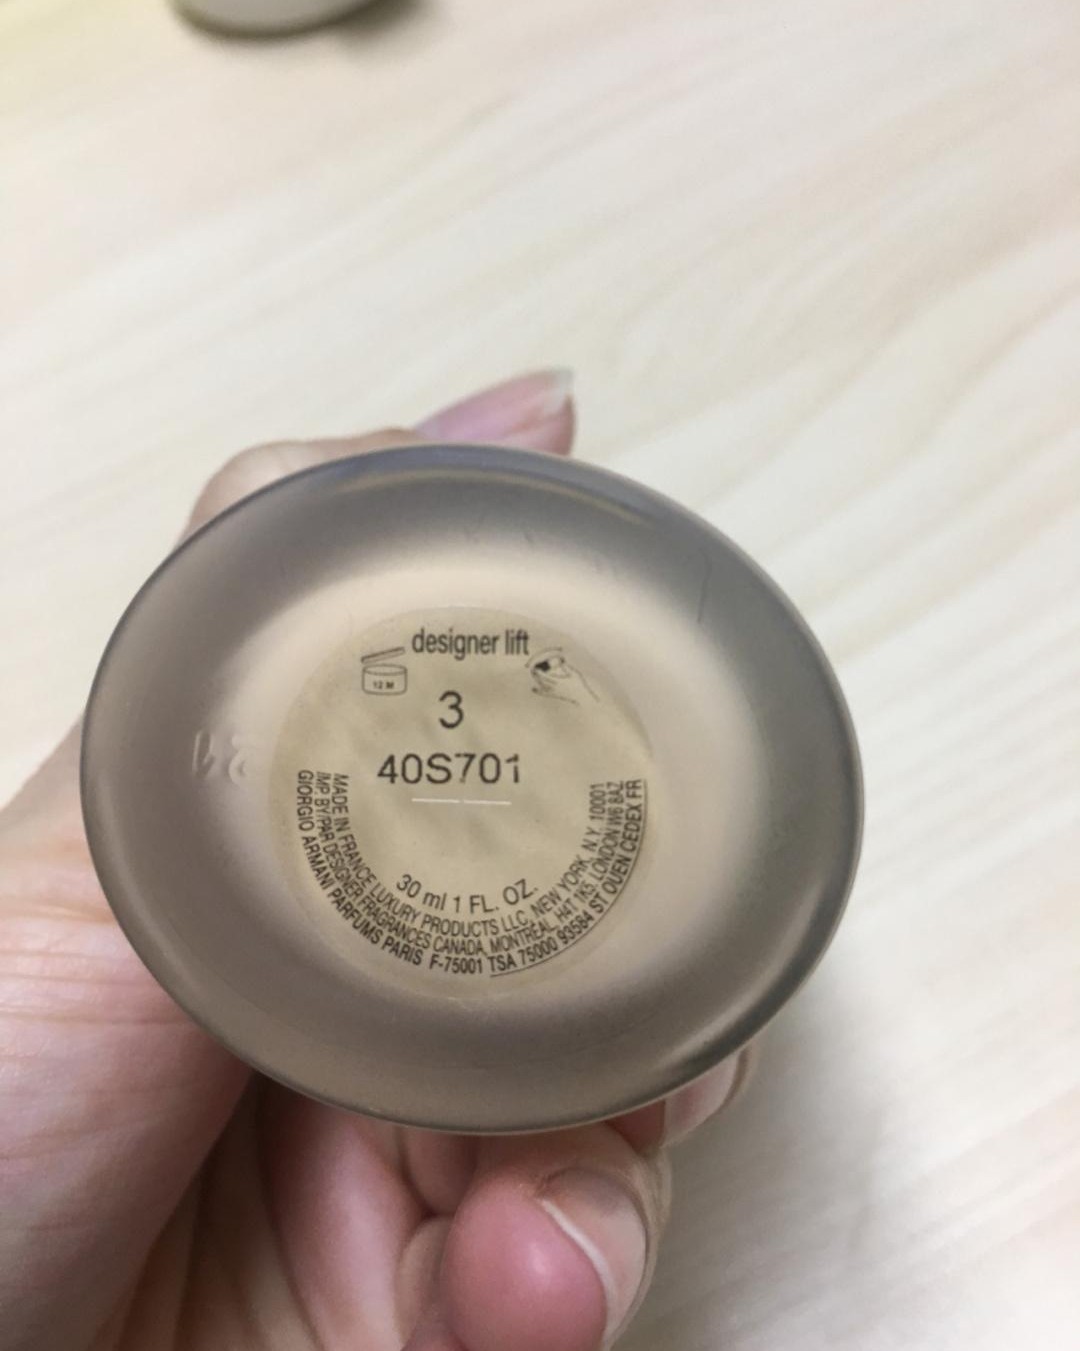 designer lift
12 M
3
40S701
30 ml 1 FL. OZ.
MADE IN FRANCE LUXURY PRODUCTS LLC, NEW YORK, N.Y. 10001
IMP. BY/PAR DESIGNER FRAGRANCES CANADA, MONTREAL, H4T 1K5. LONDON W6 8AZ
GIORGIO ARMANI PARFUMS PARIS F-75001 TSA 75000 93584 ST OUEN CEDEX FR